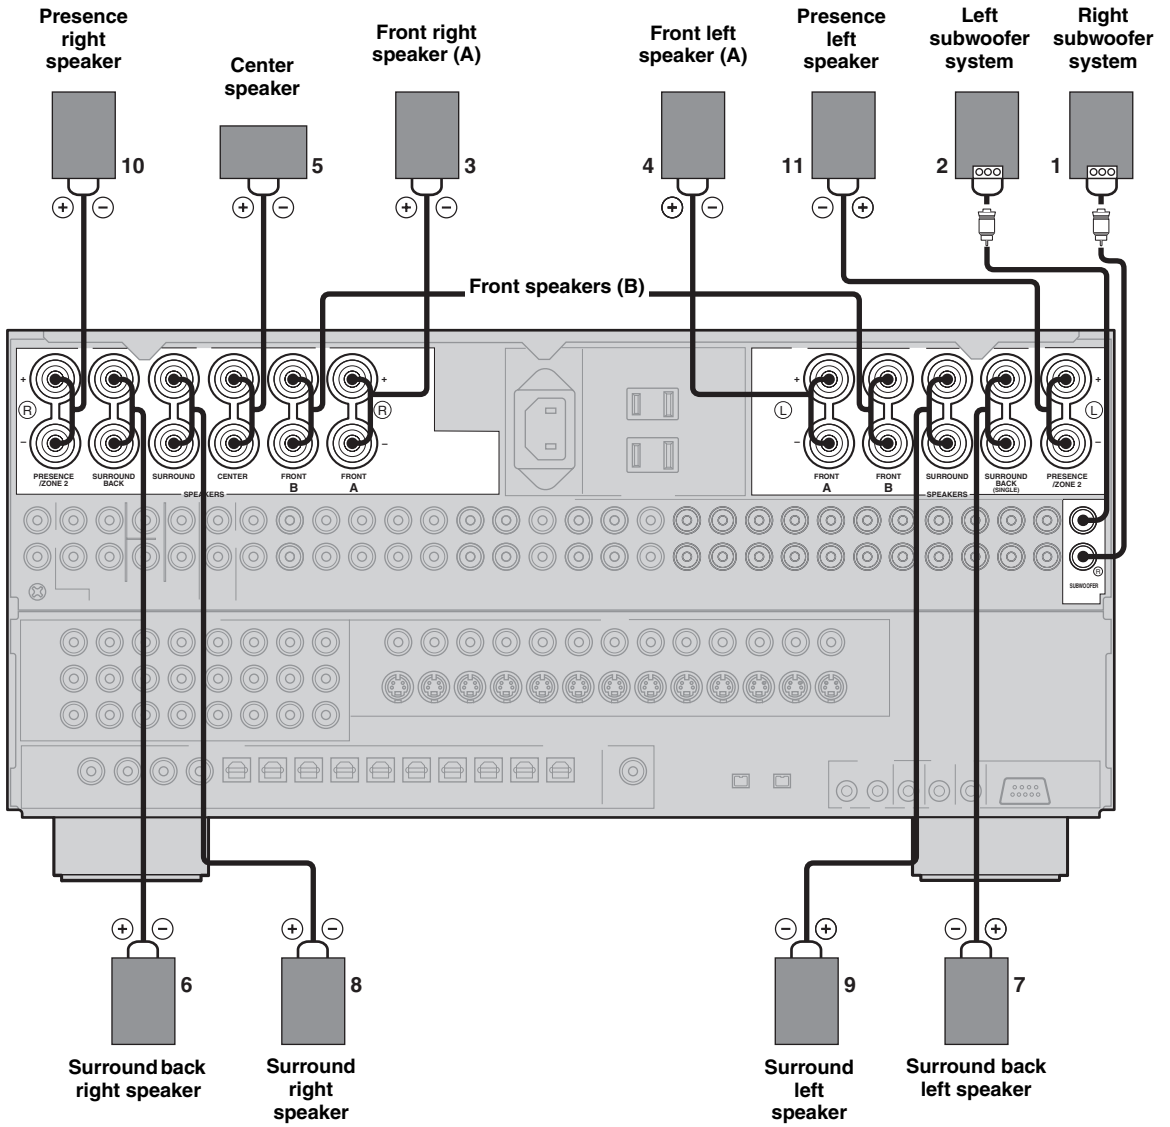 Presence
right
speaker
Center
speaker
Front right
speaker (A)
Front left
speaker (A)
Presence
left
speaker
Left
subwoofer
system
Right
subwoofer
system
10
5
3
4
11
2
1
+ −
+ −
+ −
+ −
− +
Front speakers (B)
+
R
−
+
R
−
+
L
−
+
L
−
PRESENCE
/ZONE 2
SURROUND
BACK
SURROUND
CENTER
FRONT
B
FRONT
A
SPEAKERS
FRONT
A
FRONT
B
SURROUND
SURROUND
BACK
(SINGLE)
PRESENCE
/ZONE 2
SPEAKERS
R
SUBWOOFER
+ −
+ −
− +
− +
6
8
9
7
Surround back
right speaker
Surround
right
speaker
Surround
left
speaker
Surround back
left speaker